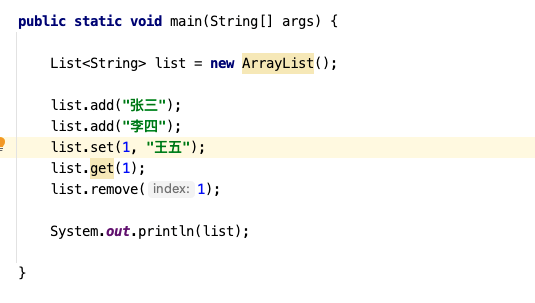 public static void main(String[] args) {
List<String> list = new ArrayList();
list.add("张三");
list.add("李四");
list.set(1, "王五");
list.get(1);
list.remove( index: 1);
System.out.println(list);
}